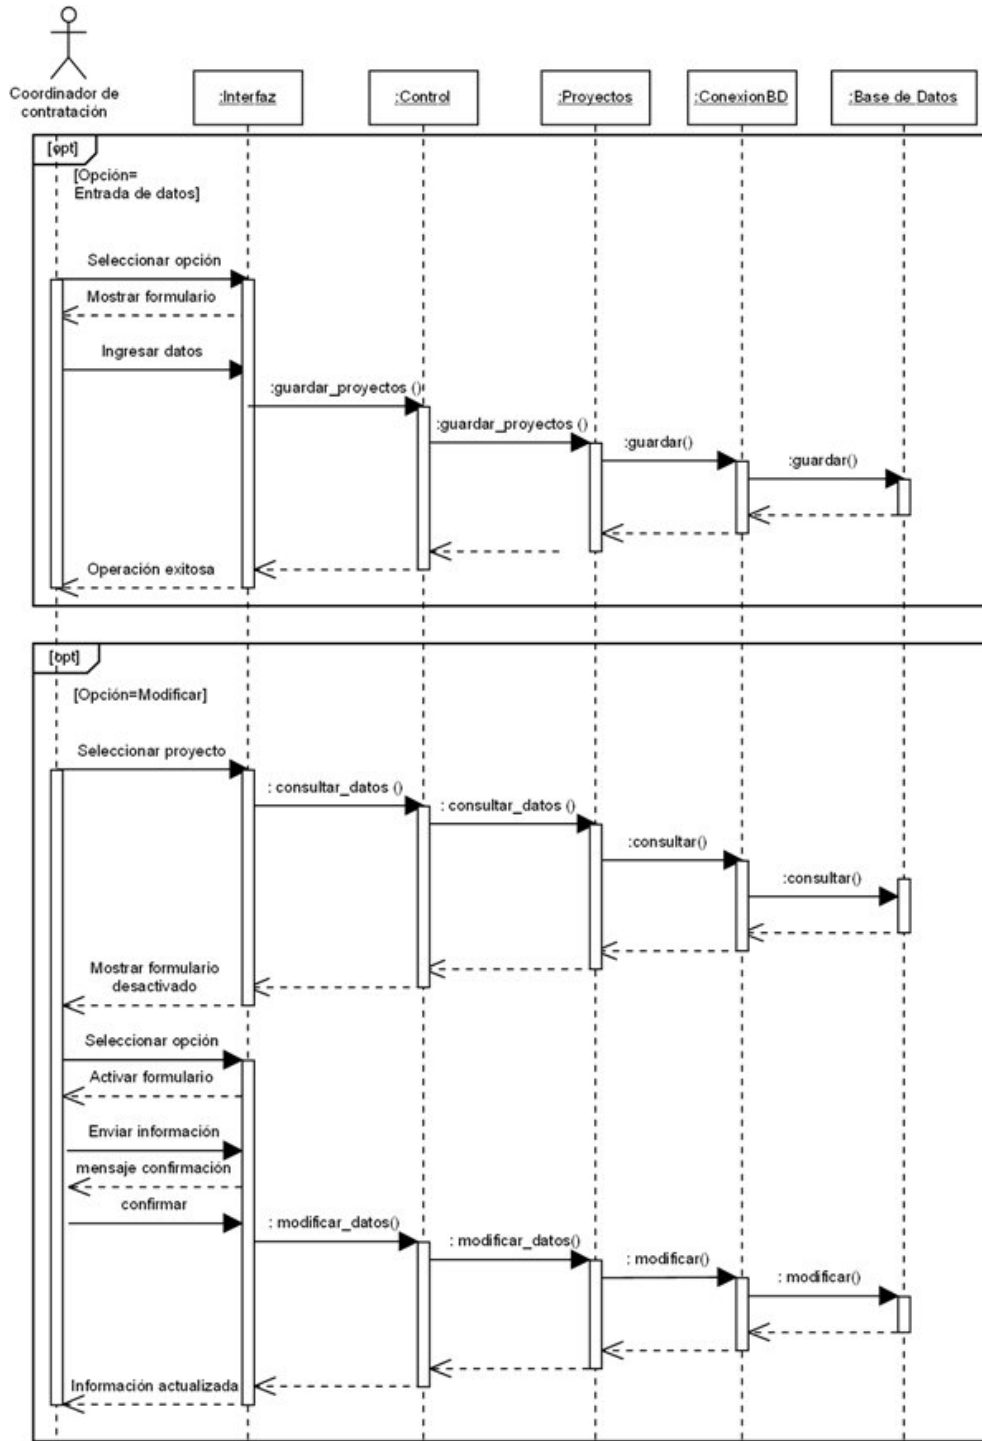 Coordinador de
contratación
:Interfaz
:Control
:Proyectos
:ConexionBD
:Base de Datos
[opt]
[Opción=
Entrada de datos]
Seleccionar opción
Mostrar formulario
Ingresar datos
:guardar_proyectos ()
:guardar_proyectos ()
:guardar()
:guardar()
Operación exitosa
[opt]
[Opción=Modificar]
Seleccionar proyecto
: consultar_datos ()
: consultar_datos ()
:consultar()
:consultar()
Mostrar formulario
desactivado
Seleccionar opción
Activar formulario
Enviar información
mensaje confirmación
confirmar
: modificar_datos()
: modificar_datos()
: modificar()
: modificar()
Información actualizada